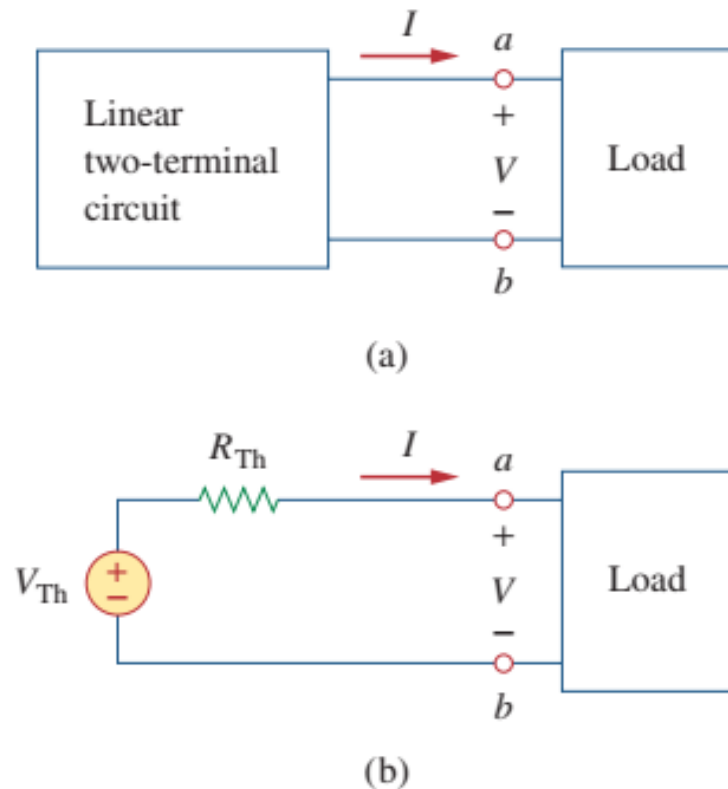 I
a
Linear
two-terminal
circuit
+
V
−
Load
b
(a)
R_Th
I
a
V_Th
+
−
+
V
−
Load
b
(b)